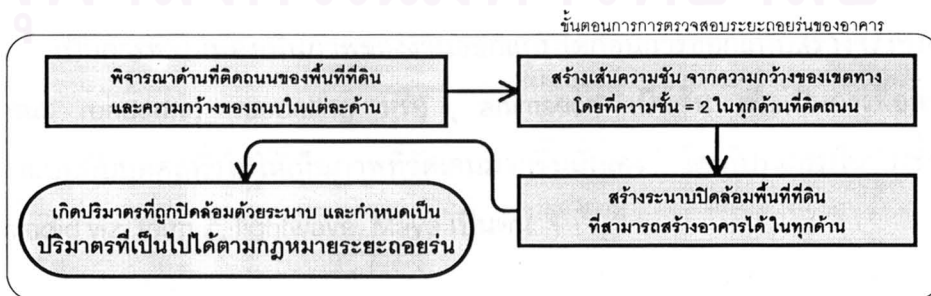 ขั้นตอนการการตรวจสอบระยะถอยร่นของอาคาร
พิจารณาด้านที่ติดถนนของพื้นที่ที่ดิน
และความกว้างของถนนในแต่ละด้าน
สร้างเส้นความชัน จากความกว้างของเขตทาง
โดยที่ความชั้น = 2 ในทุกด้านที่ติดถนน
สร้างระนาบปิดล้อมพื้นที่ที่ดิน
ที่สามารถสร้างอาคารได้ ในทุกด้าน
เกิดปริมาตรที่ถูกปิดล้อมด้วยระนาบ และกำหนดเป็น
ปริมาตรที่เป็นไปได้ตามกฎหมายระยะถอยร่น